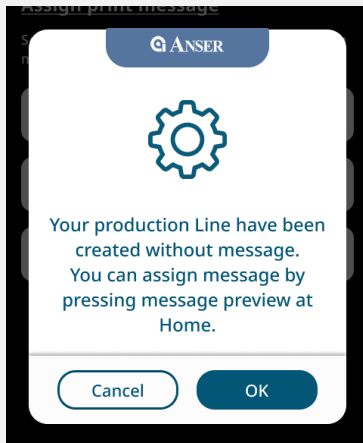 Assign print message
ANSER
Your production Line have been
created without message.
You can assign message by
pressing message preview at
Home.
Cancel
OK